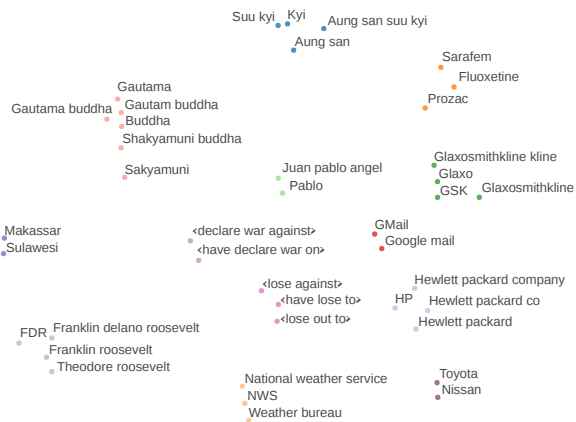 Suu kyi
Kyi
Aung san suu kyi
Aung san
Sarafem
Fluoxetine
Prozac
Gautama
Gautam buddha
Gautama buddha
Buddha
Shakyamuni buddha
Sakyamuni
Juan pablo angel
Pablo
Glaxosmithkline kline
Glaxo
GSK
Glaxosmithkline
Makassar
Sulawesi
<declare war against>
<have declare war on>
GMail
Google mail
<lose against>
<have lose to>
<lose out to>
Hewlett packard company
HP
Hewlett packard co
Hewlett packard
FDR
Franklin delano roosevelt
Franklin roosevelt
Theodore roosevelt
National weather service
NWS
Weather bureau
Toyota
Nissan